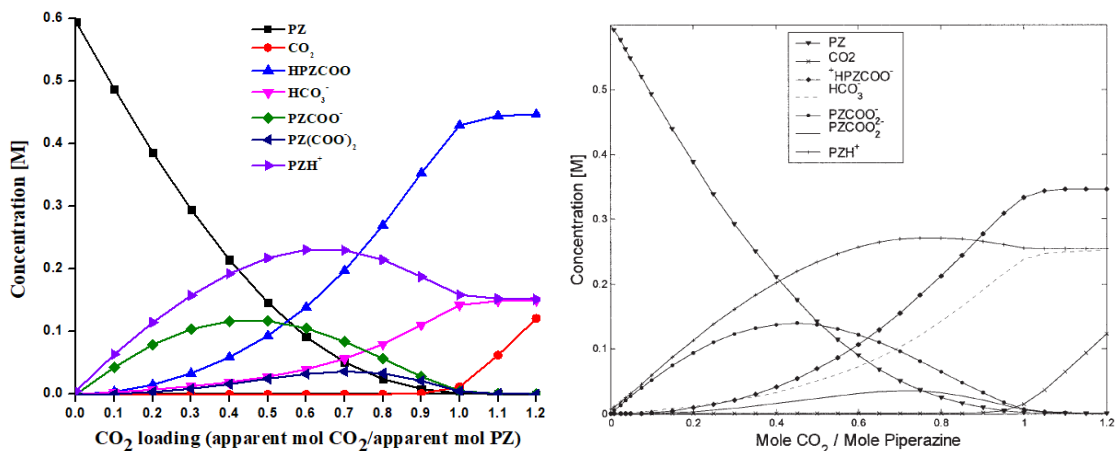 0.6
0.5
0.4
0.3
0.2
0.1
0.0
Concentration [M]
PZ
CO₂
HPZCOO
HCO₃⁻
PZCOO⁻
PZ(COO⁻)₂
PZH⁺
0.0 0.1 0.2 0.3 0.4 0.5 0.6 0.7 0.8 0.9 1.0 1.1 1.2
CO₂ loading (apparent mol CO₂/apparent mol PZ)
0.5
0.4
0.3
0.2
0.1
0
Concentration [M]
PZ
CO2
⁺HPZCOO⁻
HCO₃⁻
PZCOO₂⁻
PZCOO₂²⁻
PZH⁺
0 0.2 0.4 0.6 0.8 1 1.2
Mole CO₂ / Mole Piperazine